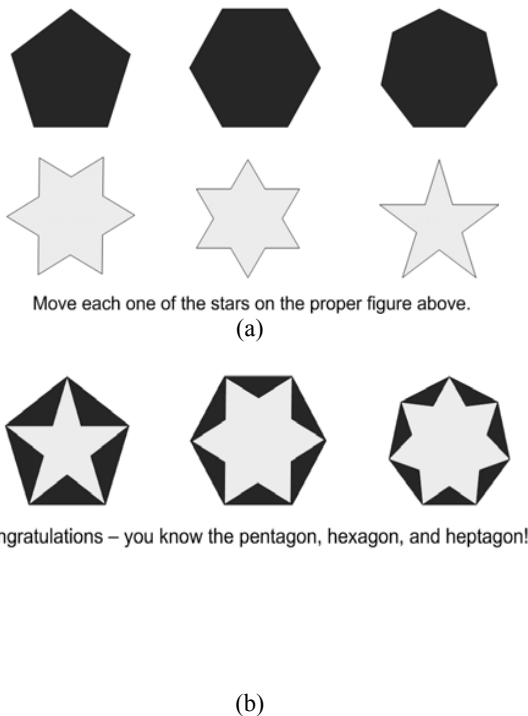 Move each one of the stars on the proper figure above.
(a)
ngratulations – you know the pentagon, hexagon, and heptagon!
(b)